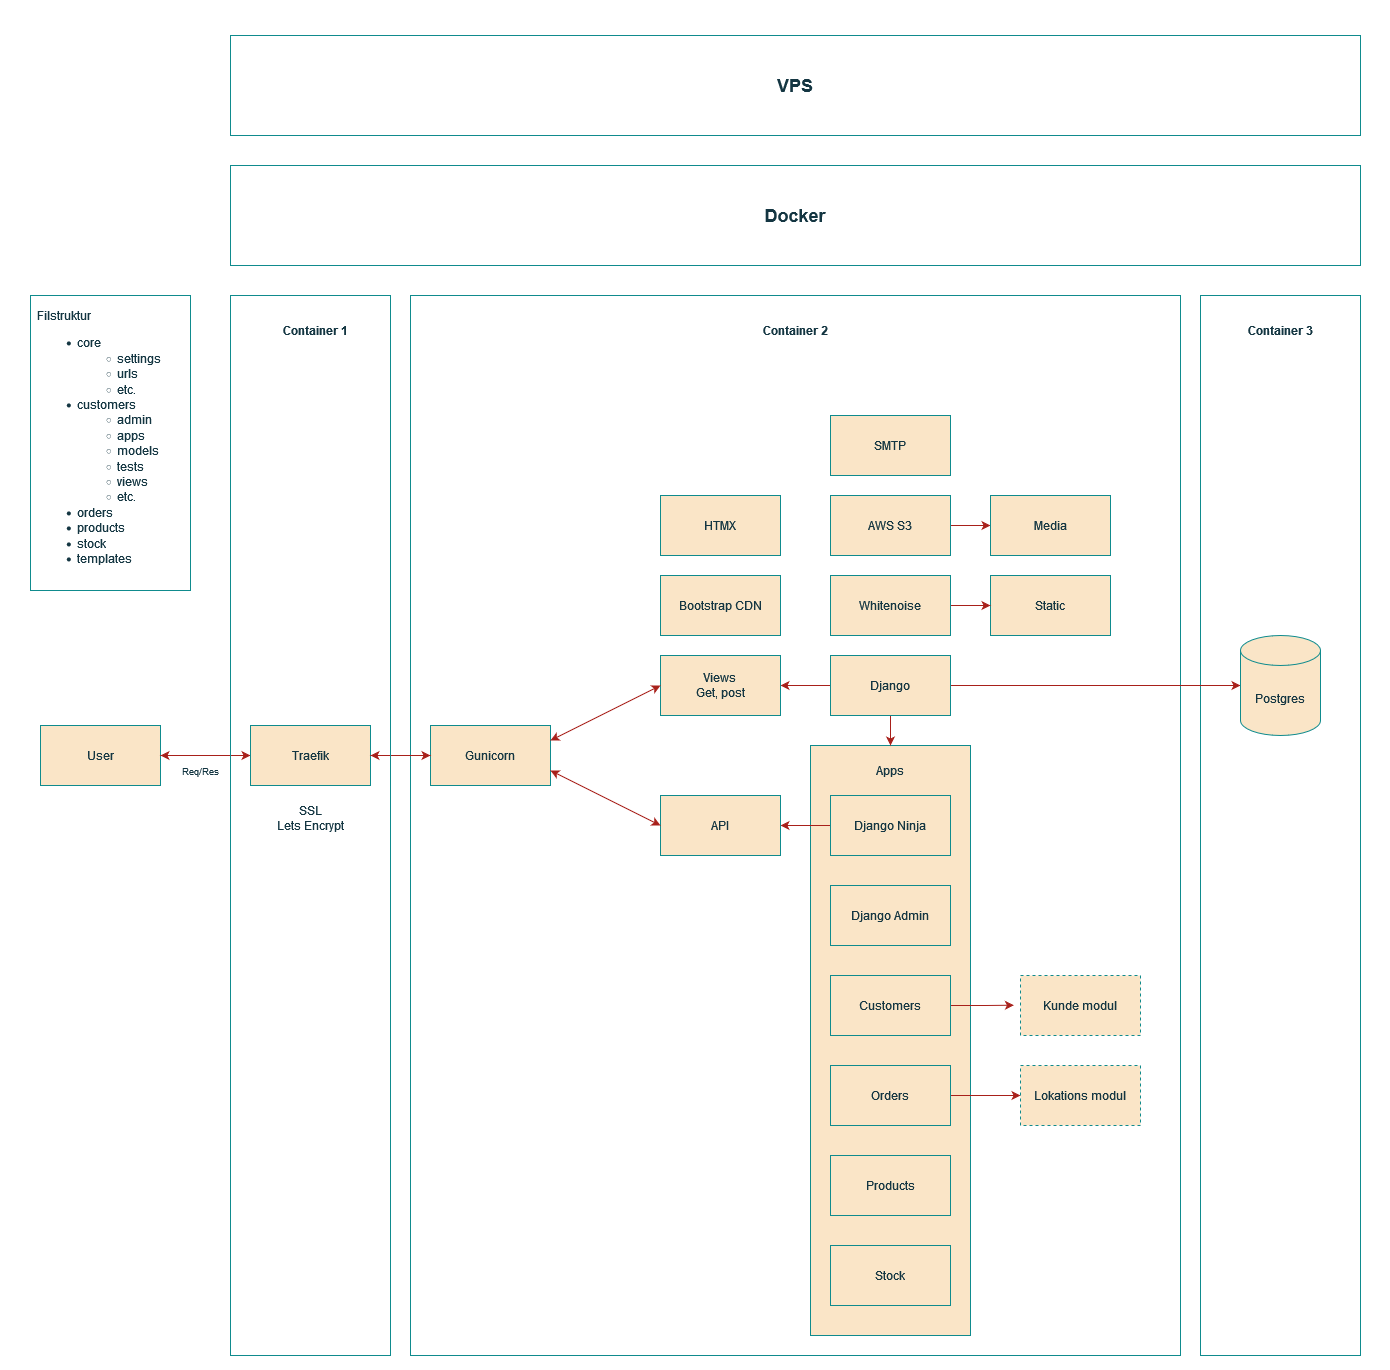 VPS
Docker
Filstruktur
core
settings
urls
etc.
customers
admin
apps
models
tests
views
etc.
orders
products
stock
templates
Container 1
Container 2
Container 3
SMTP
HTMX
AWS S3
Media
Bootstrap CDN
Whitenoise
Static
Views
Get, post
Django
Postgres
User
Req/Res
Traefik
SSL
Lets Encrypt
Gunicorn
API
Apps
Django Ninja
Django Admin
Customers
Kunde modul
Orders
Lokations modul
Products
Stock